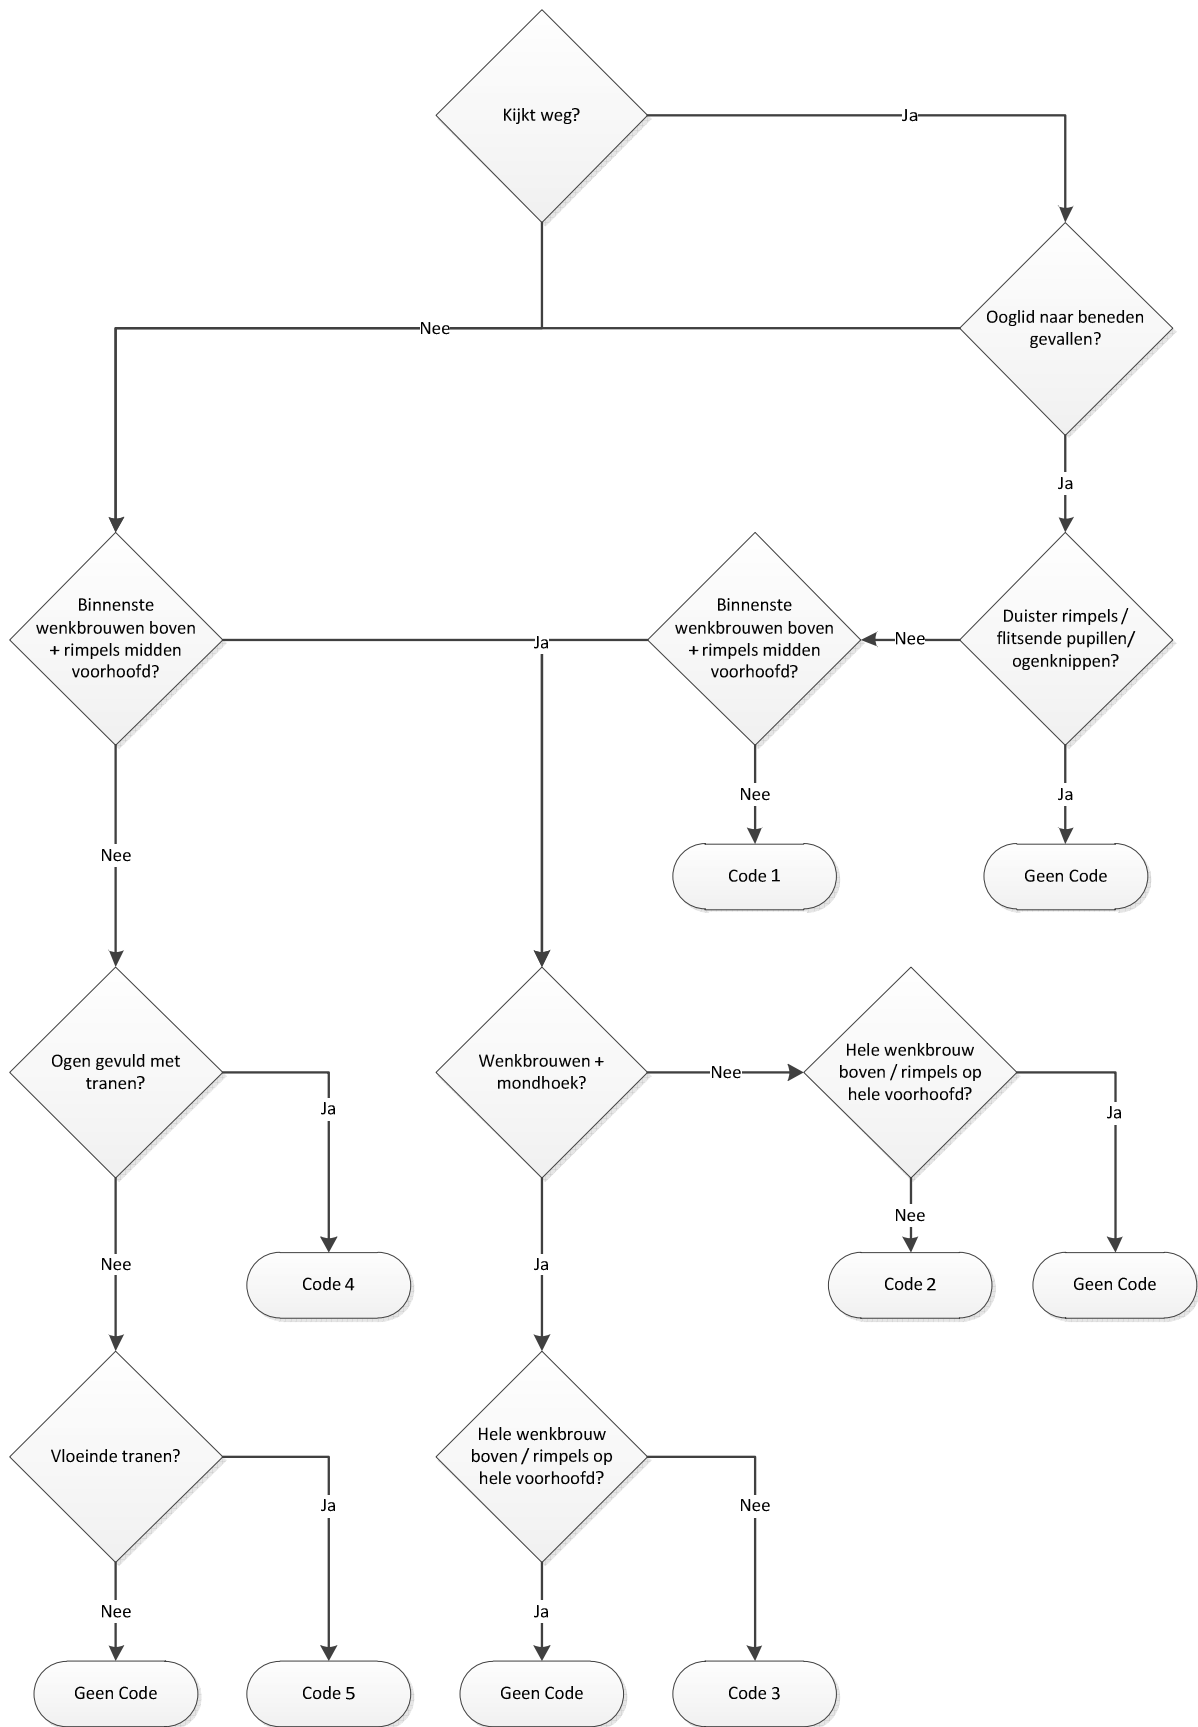 Kijkt weg?
Ja
Ooglid naar beneden
gevallen?
Nee
Ja
Binnenste
wenkbrouwen boven
+ rimpels midden
voorhoofd?
Ja
Binnenste
wenkbrouwen boven
+ rimpels midden
voorhoofd?
Nee
Duister rimpels /
flitsende pupillen/
ogenknippen?
Nee
Nee
Ja
Code 1
Geen Code
Ogen gevuld met
tranen?
Ja
Wenkbrouwen +
mondhoek?
Nee
Hele wenkbrouw
boven / rimpels op
hele voorhoofd?
Ja
Nee
Nee
Ja
Code 4
Code 2
Geen Code
Vloeinde tranen?
Ja
Hele wenkbrouw
boven / rimpels op
hele voorhoofd?
Nee
Nee
Ja
Geen Code
Code 5
Geen Code
Code 3